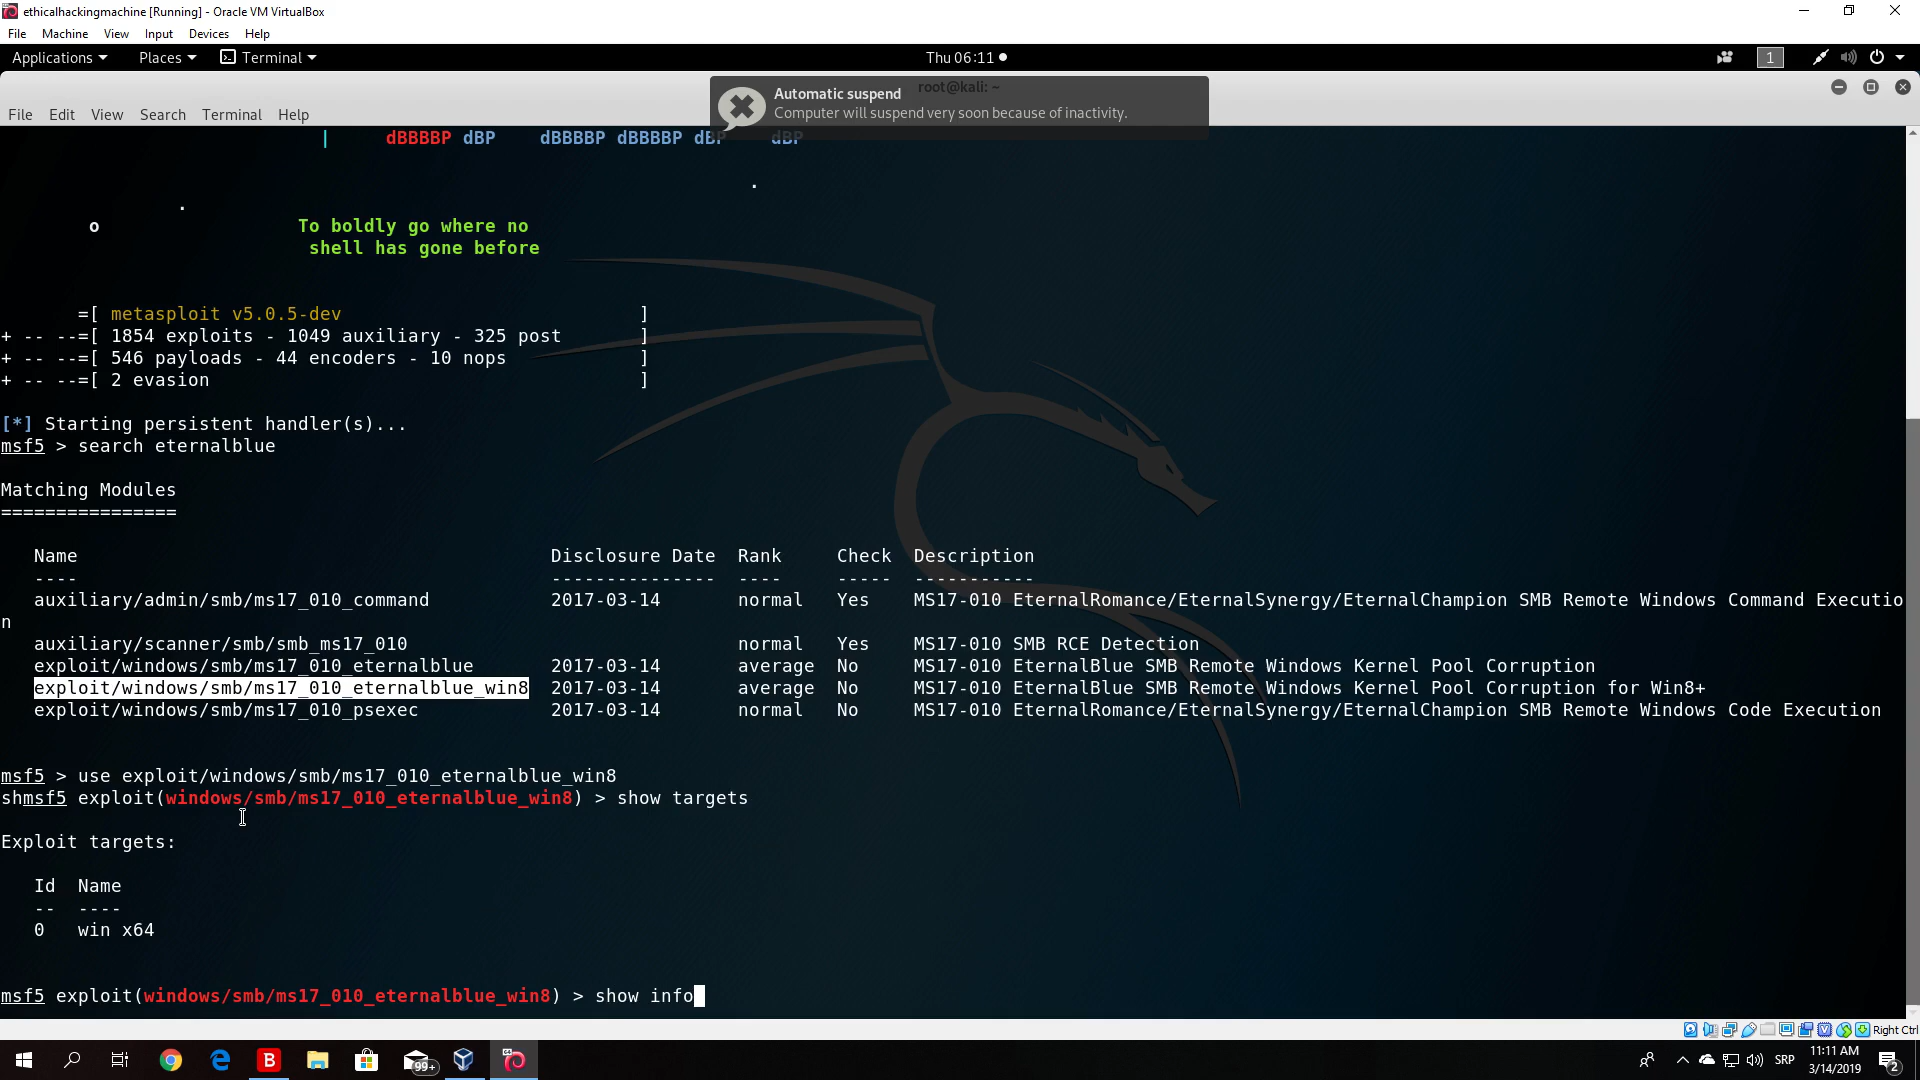 ethicalhackingmachine [Running] - Oracle VM VirtualBox
File Machine View Input Devices Help
Applications Places Terminal Thu 06:11 1
root@kali: ~
Automatic suspend
Computer will suspend very soon because of inactivity.
File Edit View Search Terminal Help
| dBBBBP dBP dBBBBP dBBBBP dBP dBP
.
.
o To boldly go where no
shell has gone before
=[ metasploit v5.0.5-dev ]
+ -- --=[ 1854 exploits - 1049 auxiliary - 325 post ]
+ -- --=[ 546 payloads - 44 encoders - 10 nops ]
+ -- --=[ 2 evasion ]
[*] Starting persistent handler(s)...
msf5 > search eternalblue
Matching Modules
================
Name Disclosure Date Rank Check Description
---- --------------- ---- ----- -----------
auxiliary/admin/smb/ms17_010_command 2017-03-14 normal Yes MS17-010 EternalRomance/EternalSynergy/EternalChampion SMB Remote Windows Command Executio
n
auxiliary/scanner/smb/smb_ms17_010 normal Yes MS17-010 SMB RCE Detection
exploit/windows/smb/ms17_010_eternalblue 2017-03-14 average No MS17-010 EternalBlue SMB Remote Windows Kernel Pool Corruption
exploit/windows/smb/ms17_010_eternalblue_win8 2017-03-14 average No MS17-010 EternalBlue SMB Remote Windows Kernel Pool Corruption for Win8+
exploit/windows/smb/ms17_010_psexec 2017-03-14 normal No MS17-010 EternalRomance/EternalSynergy/EternalChampion SMB Remote Windows Code Execution
msf5 > use exploit/windows/smb/ms17_010_eternalblue_win8
shmsf5 exploit(windows/smb/ms17_010_eternalblue_win8) > show targets
Exploit targets:
Id Name
-- ----
0 win x64
msf5 exploit(windows/smb/ms17_010_eternalblue_win8) > show info
Right Ctrl
B 99+ 64 SRP 11:11 AM
3/14/2019 2